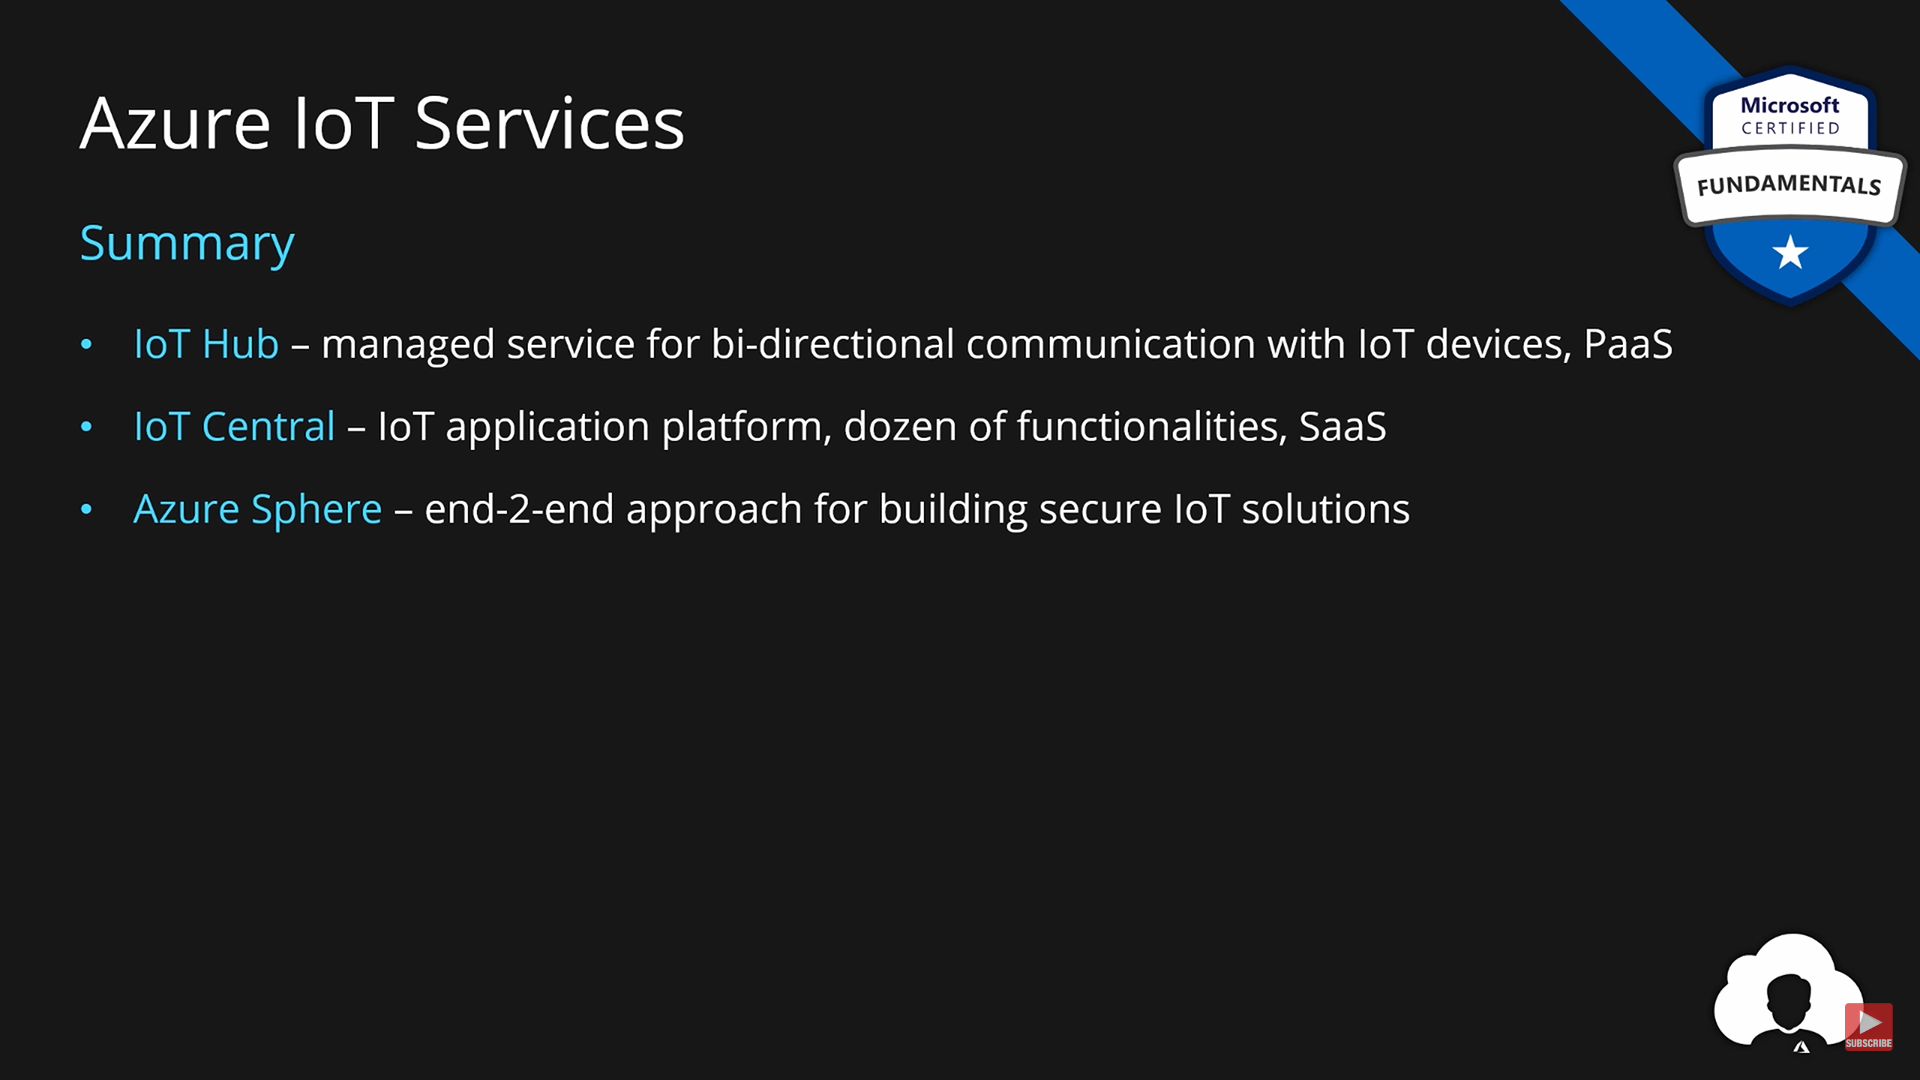 Azure IoT Services
Microsoft
CERTIFIED
FUNDAMENTALS
Summary
• IoT Hub – managed service for bi-directional communication with IoT devices, PaaS
• IoT Central – IoT application platform, dozen of functionalities, SaaS
• Azure Sphere – end-2-end approach for building secure IoT solutions
SUBSCRIBE